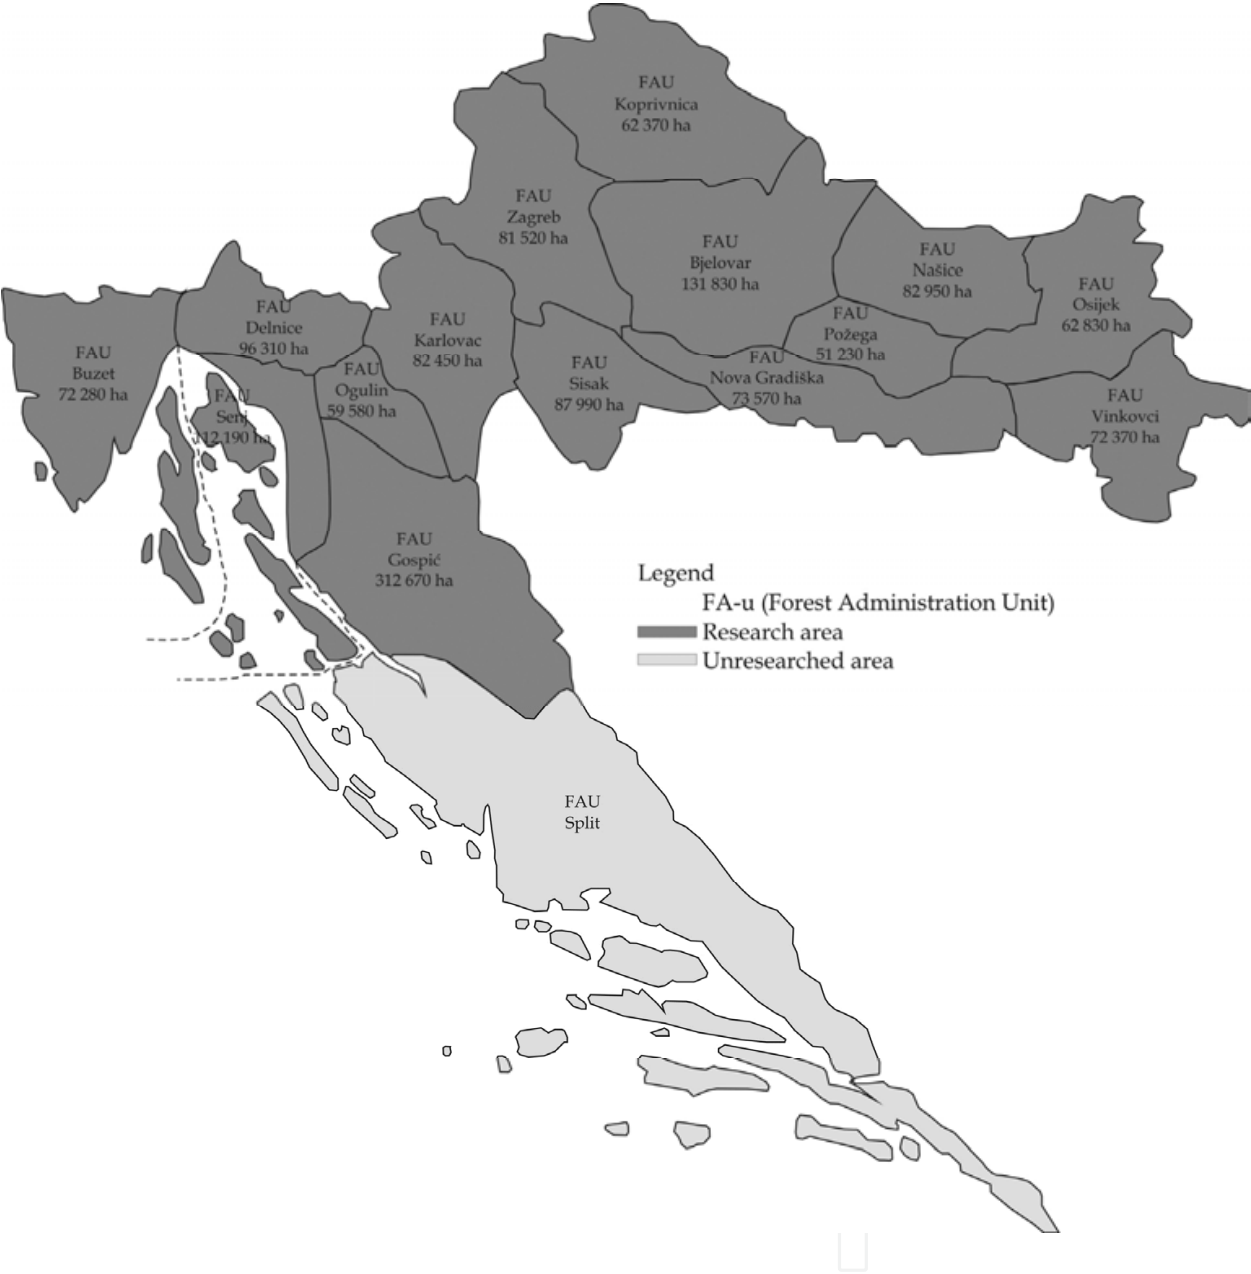 FAU
Koprivnica
62 370 ha
FAU
Zagreb
81 520 ha
FAU
Bjelovar
131 830 ha
FAU
Našice
82 950 ha
FAU
Osijek
62 830 ha
FAU
Delnice
96 310 ha
FAU
Karlovac
82 450 ha
FAU
Požega
51 230 ha
FAU
Buzet
72 280 ha
FAU
Ogulin
59 580 ha
FAU
Sisak
87 990 ha
FAU
Nova Gradiška
73 570 ha
FAU
Senj
112 190 ha
FAU
Vinkovci
72 370 ha
FAU
Gospić
312 670 ha
Legend
FA-u (Forest Administration Unit)
Research area
Unresearched area
FAU
Split